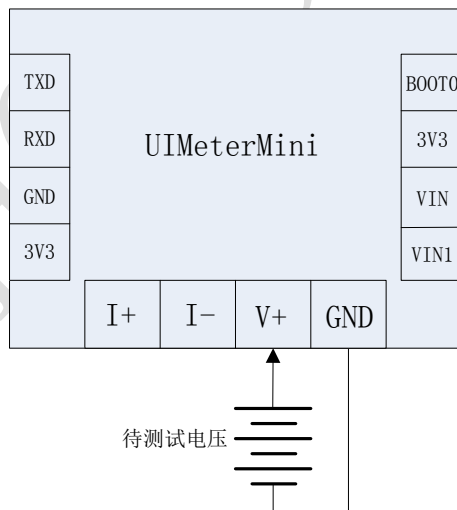 TXD
RXD
GND
3V3
UIMeterMini
BOOT0
3V3
VIN
VIN1
I+
I-
V+
GND
待测试电压